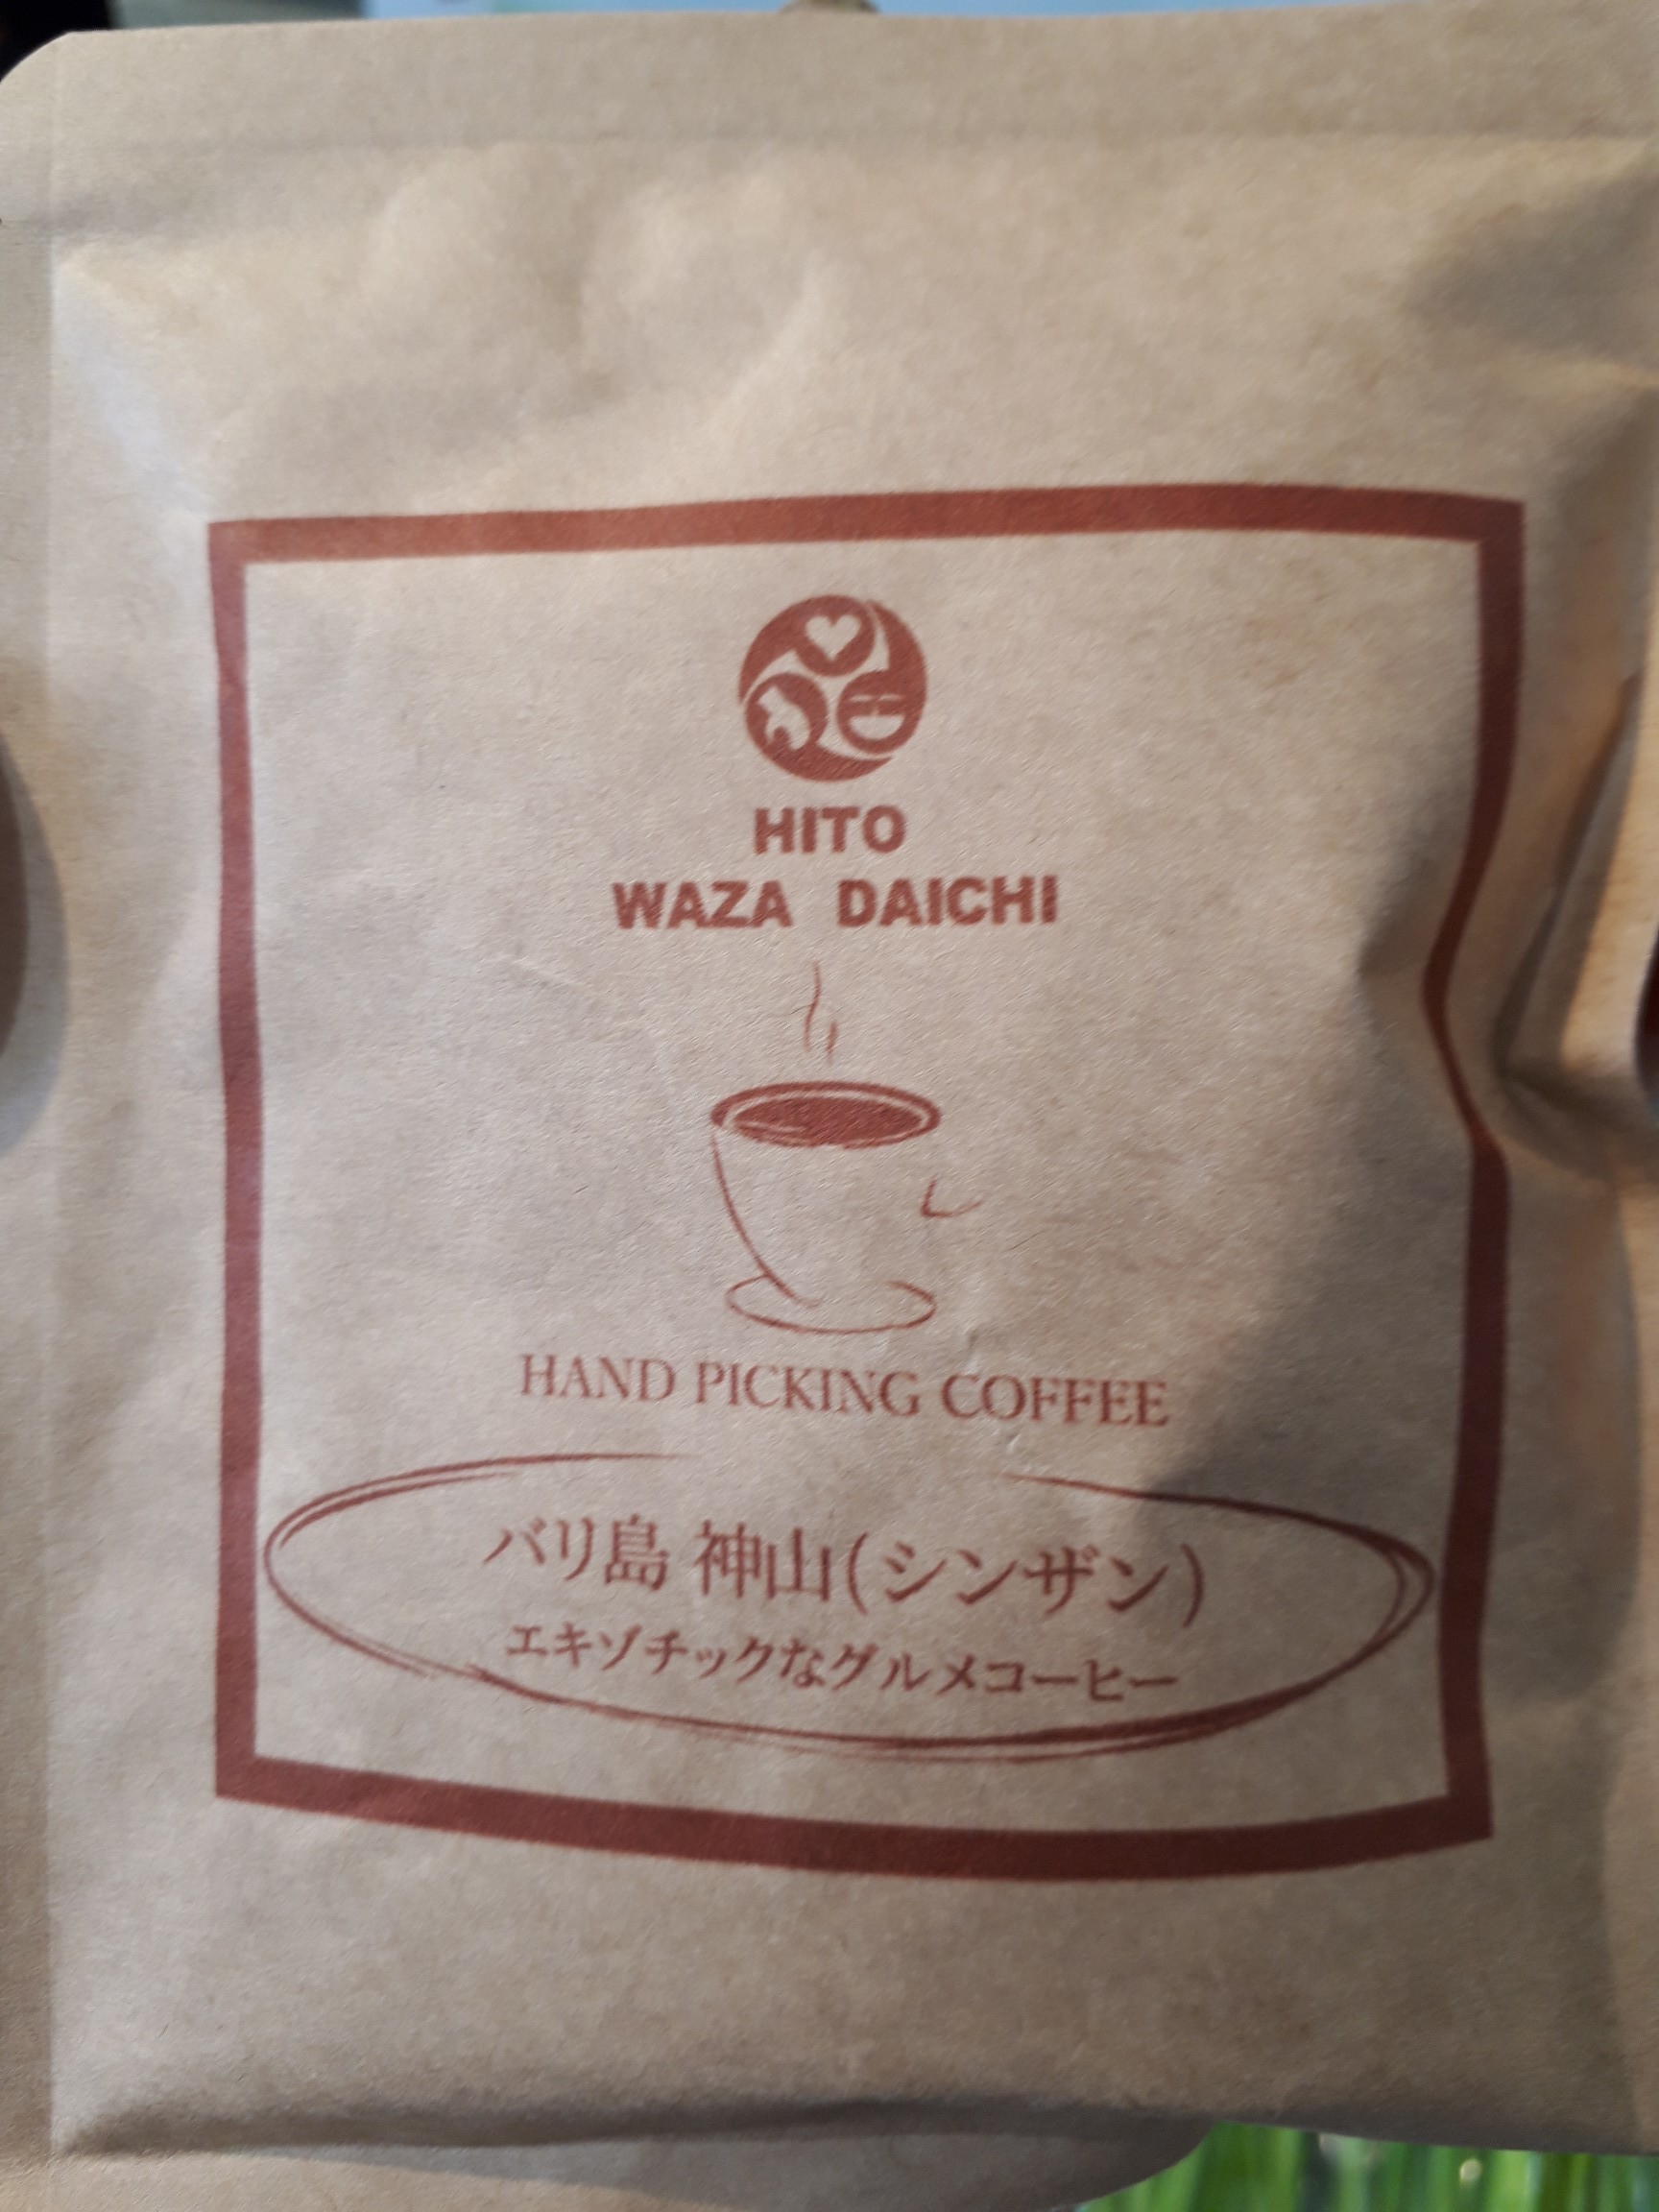 HITO
WAZA DAICHI
HAND PICKING COFFEE
バリ島 神山(シンザン)
エキゾチックなグルメコーヒー